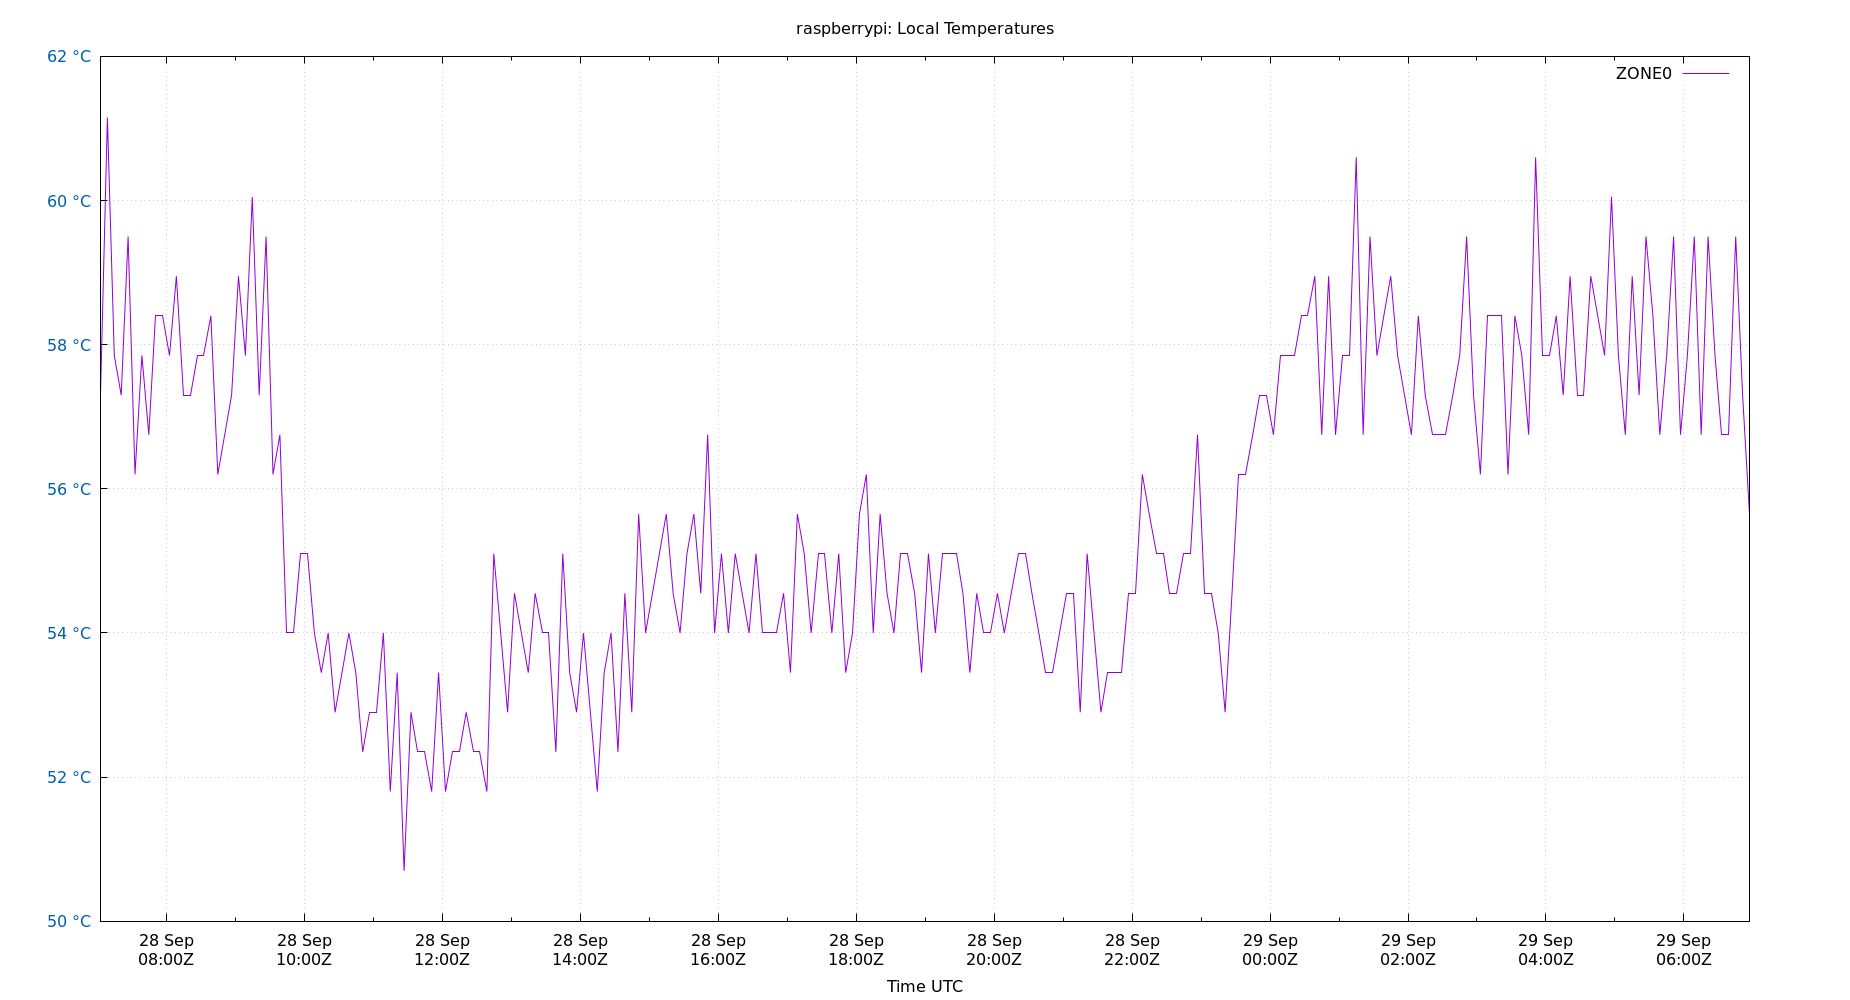 raspberrypi: Local Temperatures
62 °C
ZONE0
60 °C
58 °C
56 °C
54 °C
52 °C
50 °C
28 Sep 28 Sep 28 Sep 28 Sep 28 Sep 28 Sep 28 Sep 28 Sep 29 Sep 29 Sep 29 Sep 29 Sep
08:00Z 10:00Z 12:00Z 14:00Z 16:00Z 18:00Z 20:00Z 22:00Z 00:00Z 02:00Z 04:00Z 06:00Z
Time UTC